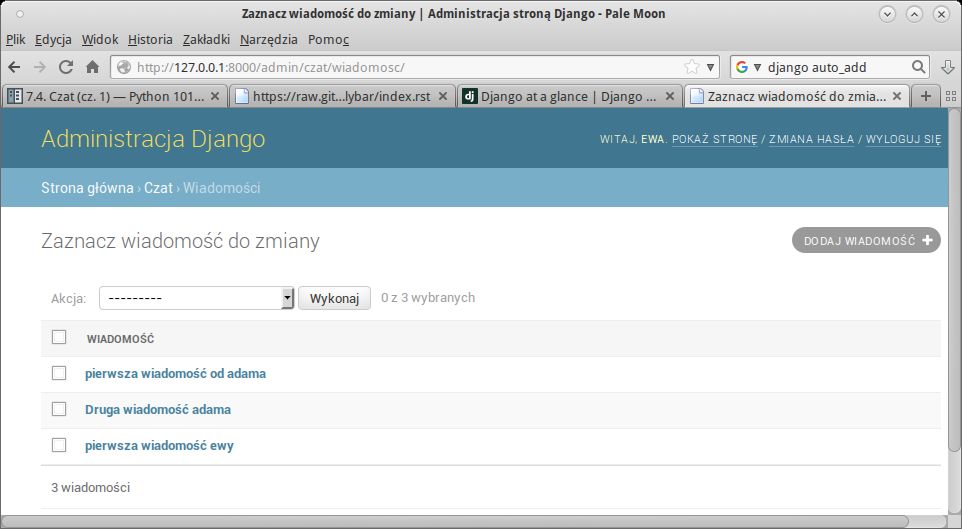 Zaznacz wiadomość do zmiany | Administracja stroną Django - Pale Moon
Plik Edycja Widok Historia Zakładki Narzędzia Pomoc
http://127.0.0.1:8000/admin/czat/wiadomosc/ django auto_add
7.4. Czat (cz. 1) — Python 101... https://raw.git...lybar/index.rst dj Django at a glance | Django ... Zaznacz wiadomość do zmia...
Administracja Django
WITAJ, EWA. POKAŻ STRONĘ / ZMIANA HASŁA / WYLOGUJ SIĘ
Strona główna › Czat › Wiadomości
Zaznacz wiadomość do zmiany
DODAJ WIADOMOŚĆ +
Akcja: --------- Wykonaj 0 z 3 wybranych
WIADOMOŚĆ
pierwsza wiadomość od adama
Druga wiadomość adama
pierwsza wiadomość ewy
3 wiadomości